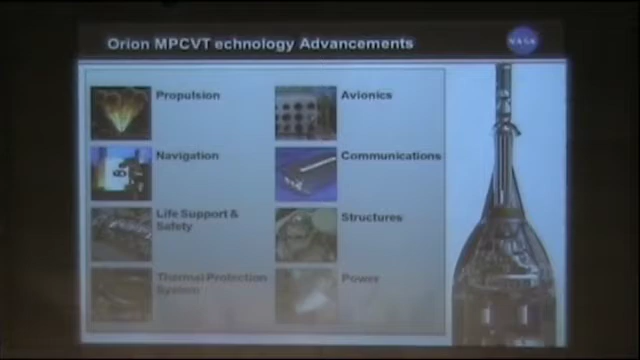 Orion MPCVT echnology Advancements
NASA
Propulsion
Avionics
Navigation
Communications
Life Support &
Safety
Structures
Thermal Protection
System
Power